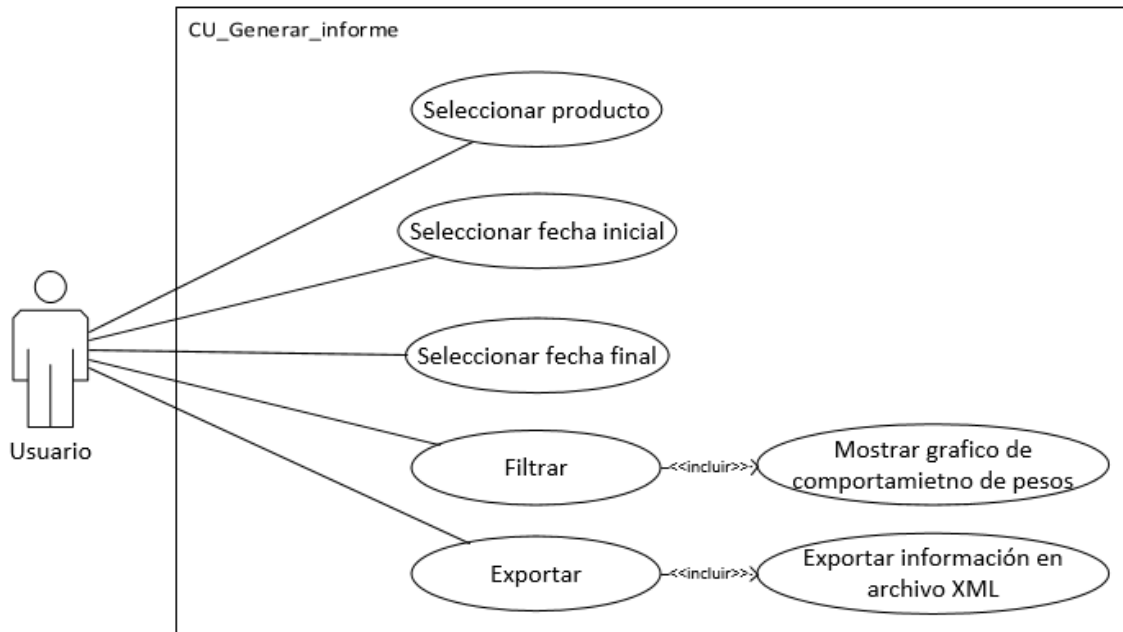 CU_Generar_informe
Seleccionar producto
Seleccionar fecha inicial
Seleccionar fecha final
Usuario
Filtrar
<<incluir>>
Mostrar grafico de
comportamietno de pesos
Exportar
<<incluir>>
Exportar información en
archivo XML